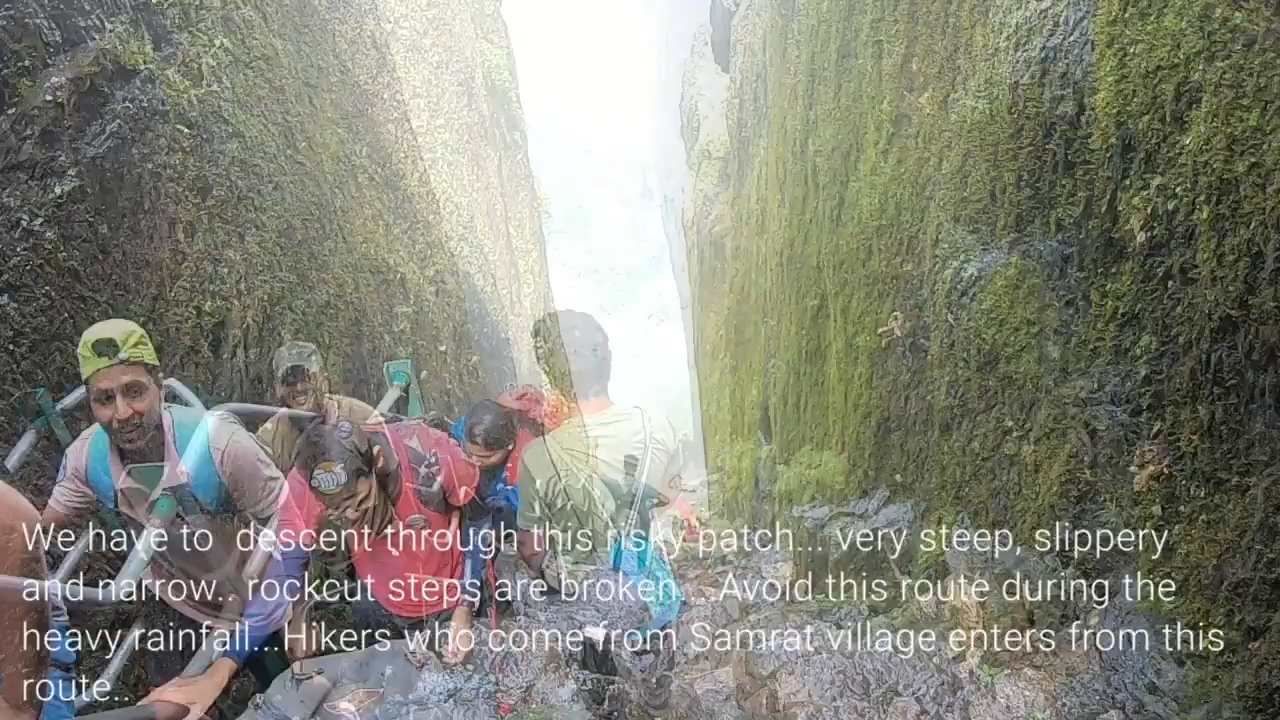 We have to  descent through this risky patch... very steep, slippery
and narrow.. rockcut steps are broken....Avoid this route during the
heavy rainfall...Hikers who come from Samrat village enters from this
route..